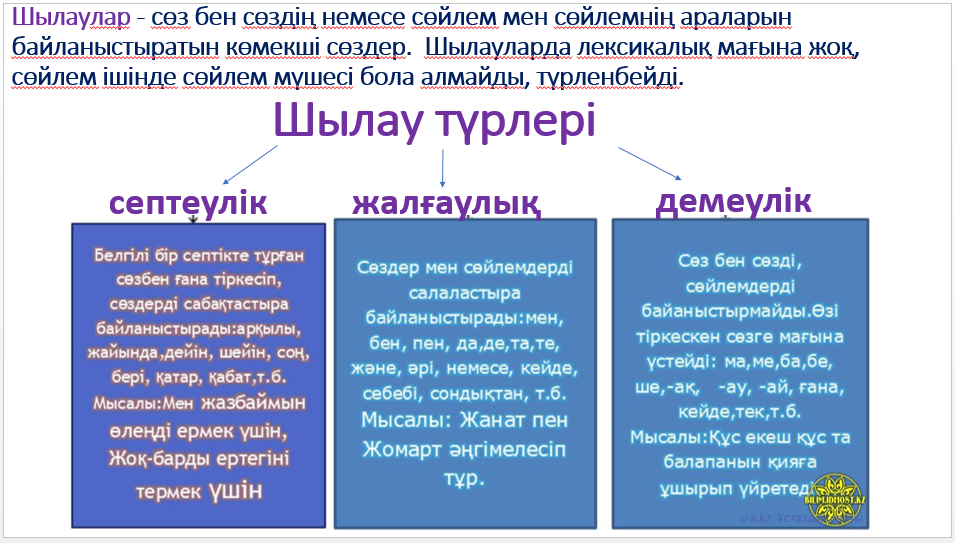 Шылаулар - сөз бен сөздің немесе сөйлем мен сөйлемнің араларын
байланыстыратын көмекші сөздер. Шылауларда лексикалық мағына жоқ,
сөйлем ішінде сөйлем мүшесі бола алмайды, түрленбейді.
Шылау түрлері
септеулік
Белгілі бір септікте тұрған
сөзбен ғана тіркесіп,
сөздерді сабақтастыра
байланыстырады:арқылы,
жайында,дейін, шейін, соң,
бері, қатар, қабат,т.б.
Мысалы:Мен жазбаймын
өлеңді ермек үшін,
Жоқ-барды ертегіні
термек үшін
жалғаулық
Сөздер мен сөйлемдерді
салаластыра
байланыстырады:мен,
бен, пен, да,де,та,те,
және, әрі, немесе, кейде,
себебі, сондықтан, т.б.
Мысалы: Жанат пен
Жомарт әңгімелесіп
тұр.
демеулік
Сөз бен сөзді,
сөйлемдерді
байаныстырмайды.Өзі
тіркескен сөзге мағына
үстейді: ма,ме,ба,бе,
ше,-ақ, -ау, -ай, ғана,
кейде,тек,т.б.
Мысалы:Құс екеш құс та
балапанын қияға
ұшырып үйретеді
BILIMDINOST.KZ
u-s.kz